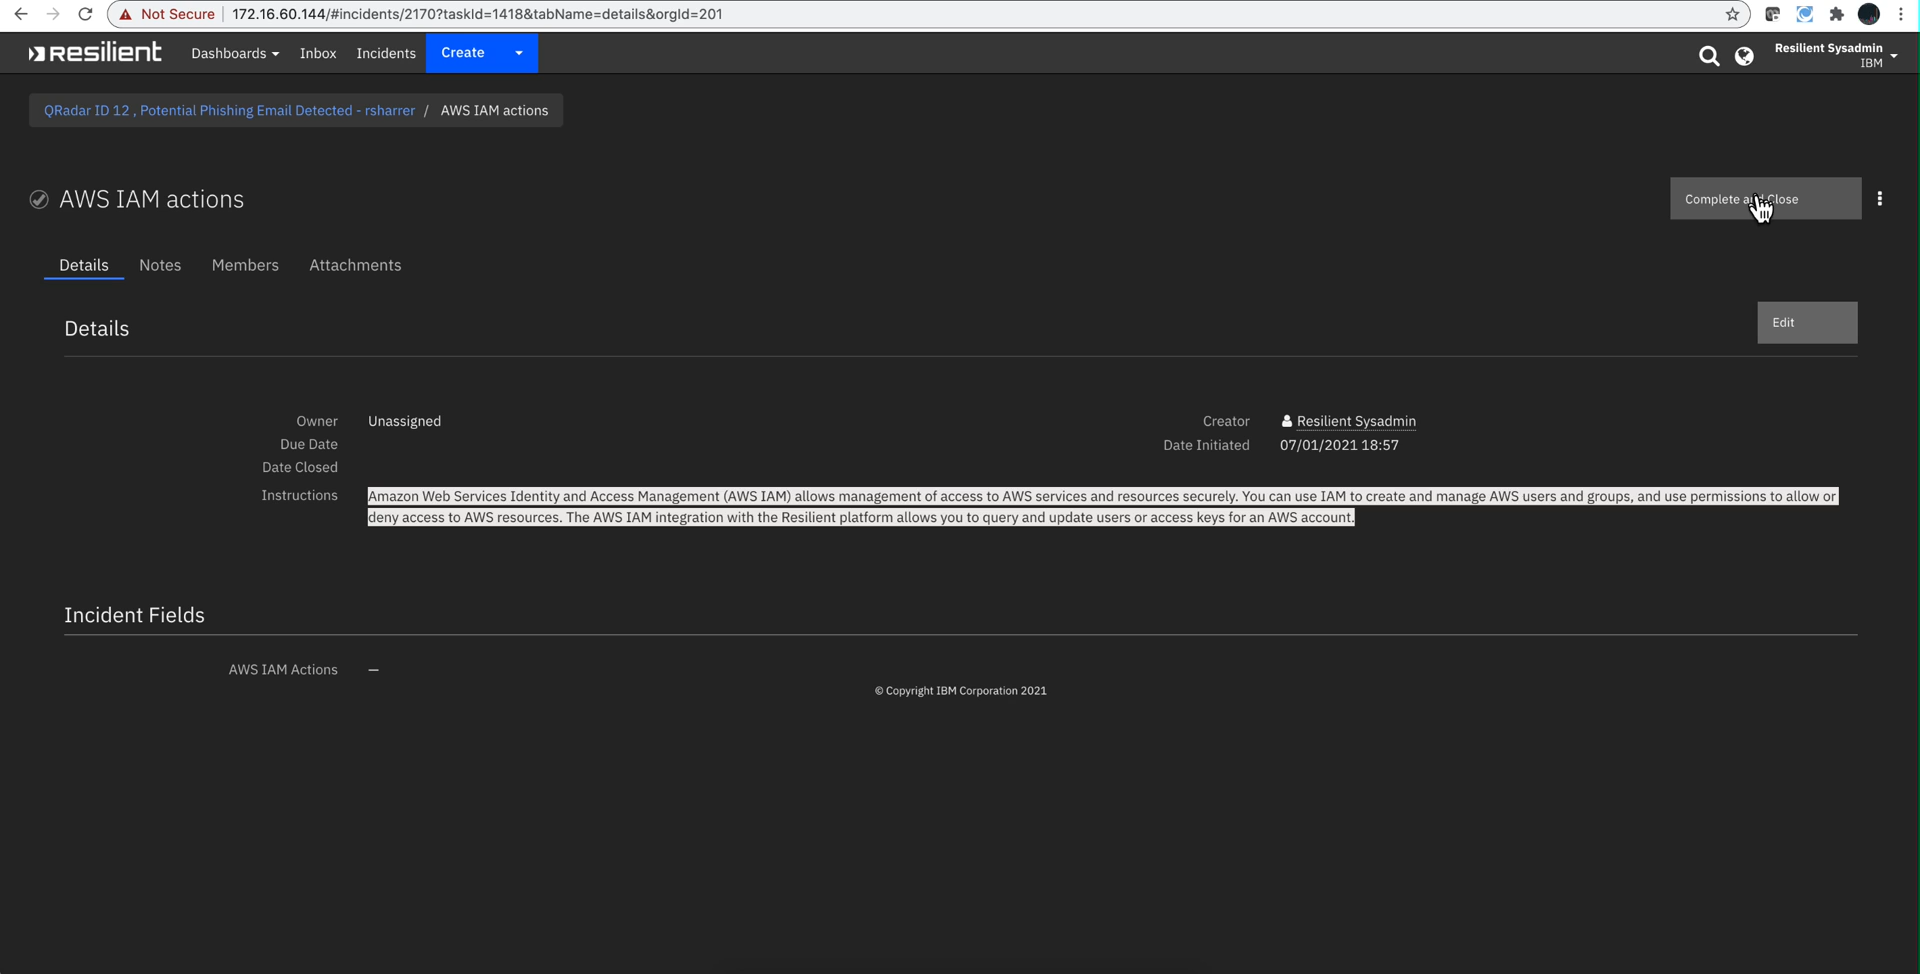 Not Secure 172.16.60.144/#incidents/2170?taskId=1418&tabName=details&orgId=201
Resilient Dashboards Inbox Incidents Create Resilient Sysadmin
IBM
QRadar ID 12 , Potential Phishing Email Detected - rsharrer / AWS IAM actions
AWS IAM actions Complete and Close
Details Notes Members Attachments
Details Edit
Owner Unassigned Creator Resilient Sysadmin
Due Date Date Initiated 07/01/2021 18:57
Date Closed
Instructions Amazon Web Services Identity and Access Management (AWS IAM) allows management of access to AWS services and resources securely. You can use IAM to create and manage AWS users and groups, and use permissions to allow or
deny access to AWS resources. The AWS IAM integration with the Resilient platform allows you to query and update users or access keys for an AWS account.
Incident Fields
AWS IAM Actions —
© Copyright IBM Corporation 2021